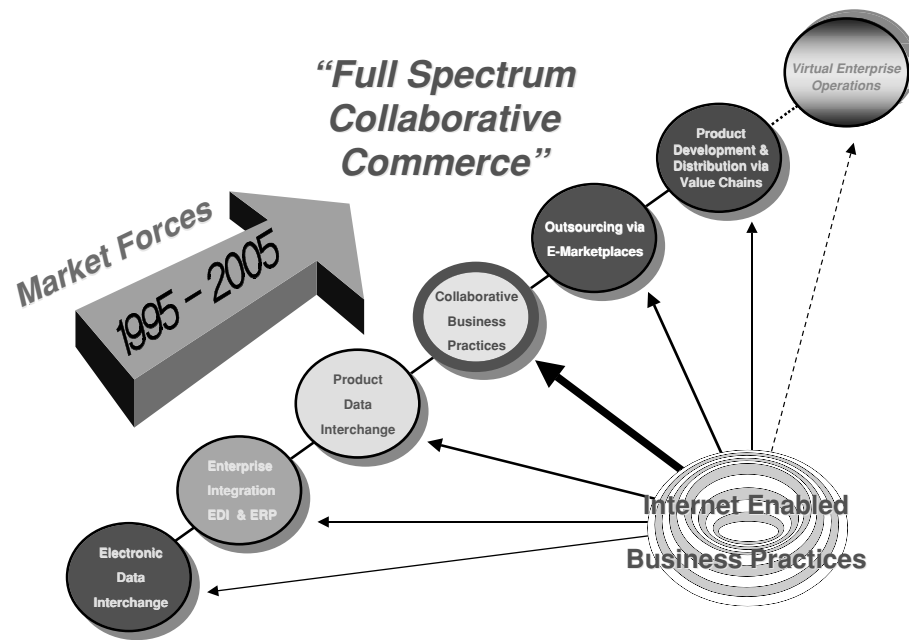 “Full Spectrum
Collaborative
Commerce”
Virtual Enterprise
Operations
Product
Development &
Distribution via
Value Chains
Outsourcing via
E-Marketplaces
Market Forces
1995 – 2005
Collaborative
Business
Practices
Product
Data
Interchange
Enterprise
Integration
EDI & ERP
Electronic
Data
Interchange
Internet Enabled
Business Practices